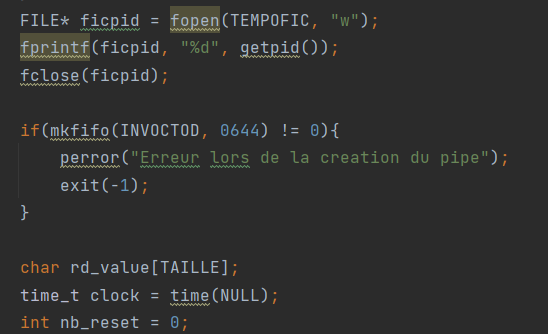 FILE* ficpid = fopen(TEMPOFIC, "w");
fprintf(ficpid, "%d", getpid());
fclose(ficpid);
if(mkfifo(INVOCTOD, 0644) != 0){
perror("Erreur lors de la creation du pipe");
exit(-1);
}
char rd_value[TAILLE];
time_t clock = time(NULL);
int nb_reset = 0;